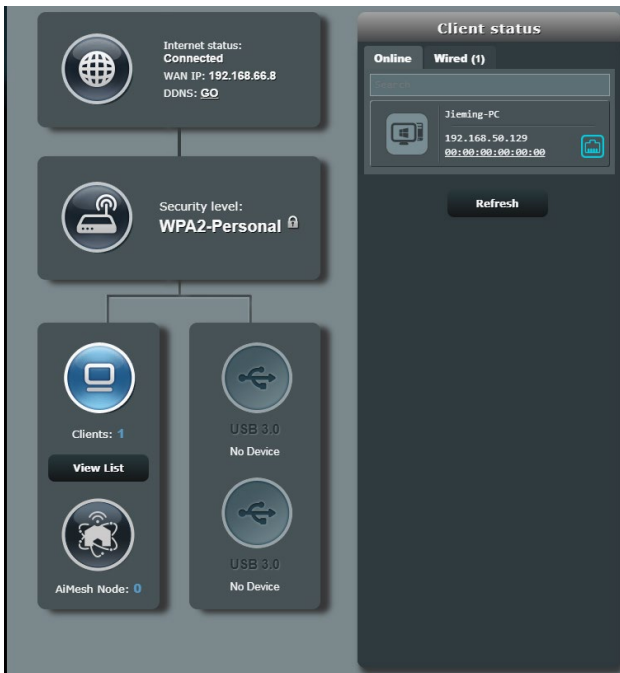 Internet status:
Connected
WAN IP: 192.168.66.8
DDNS: GO
Security level:
WPA2-Personal
Clients: 1
View List
AiMesh Node: 0
USB 3.0
No Device
USB 3.0
No Device
Client status
Online
Wired (1)
Search
Jieming-PC
192.168.50.129
00:00:00:00:00:00
Refresh